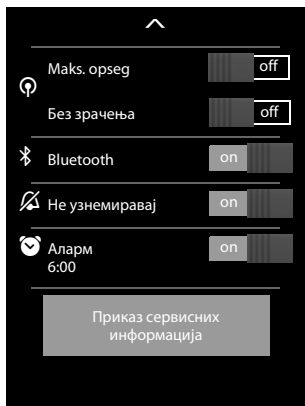 Maks. opseg off
Без зрачења off
Bluetooth on
Не узнемиравај on
Аларм on
6:00
Приказ сервисних
информација